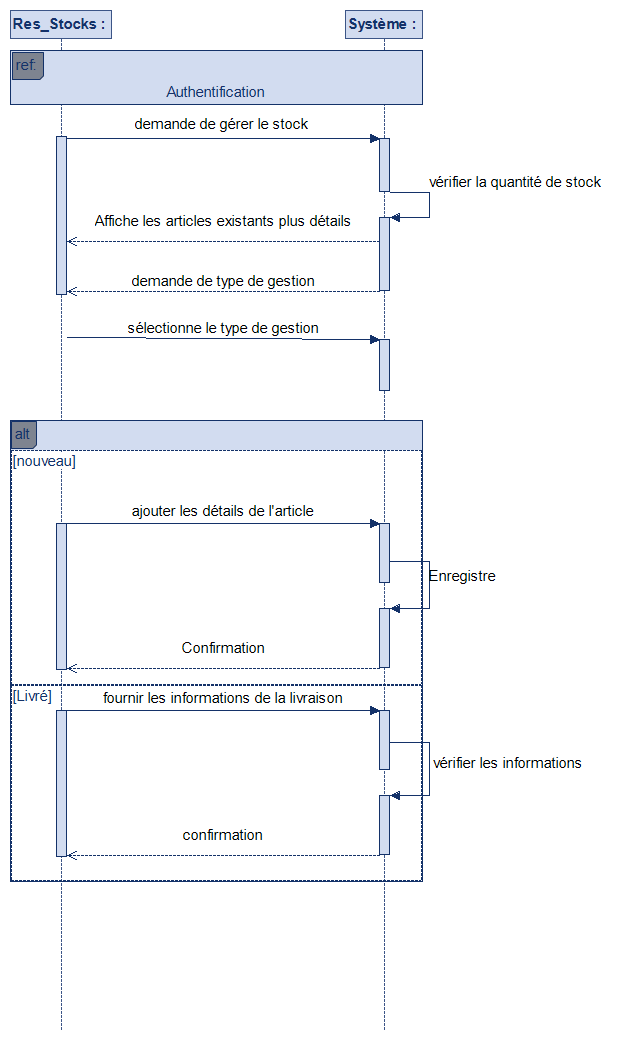 Res_Stocks :
Système :
ref:
Authentification
demande de gérer le stock
vérifier la quantité de stock
Affiche les articles existants plus détails
demande de type de gestion
sélectionne le type de gestion
alt
[nouveau]
ajouter les détails de l'article
Enregistre
Confirmation
[Livré]
fournir les informations de la livraison
vérifier les informations
confirmation